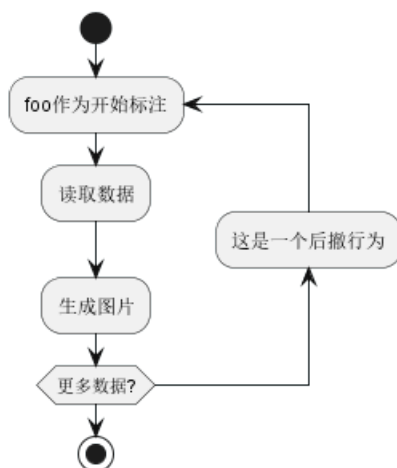 foo作为开始标注
读取数据
这是一个后撤行为
生成图片
更多数据?